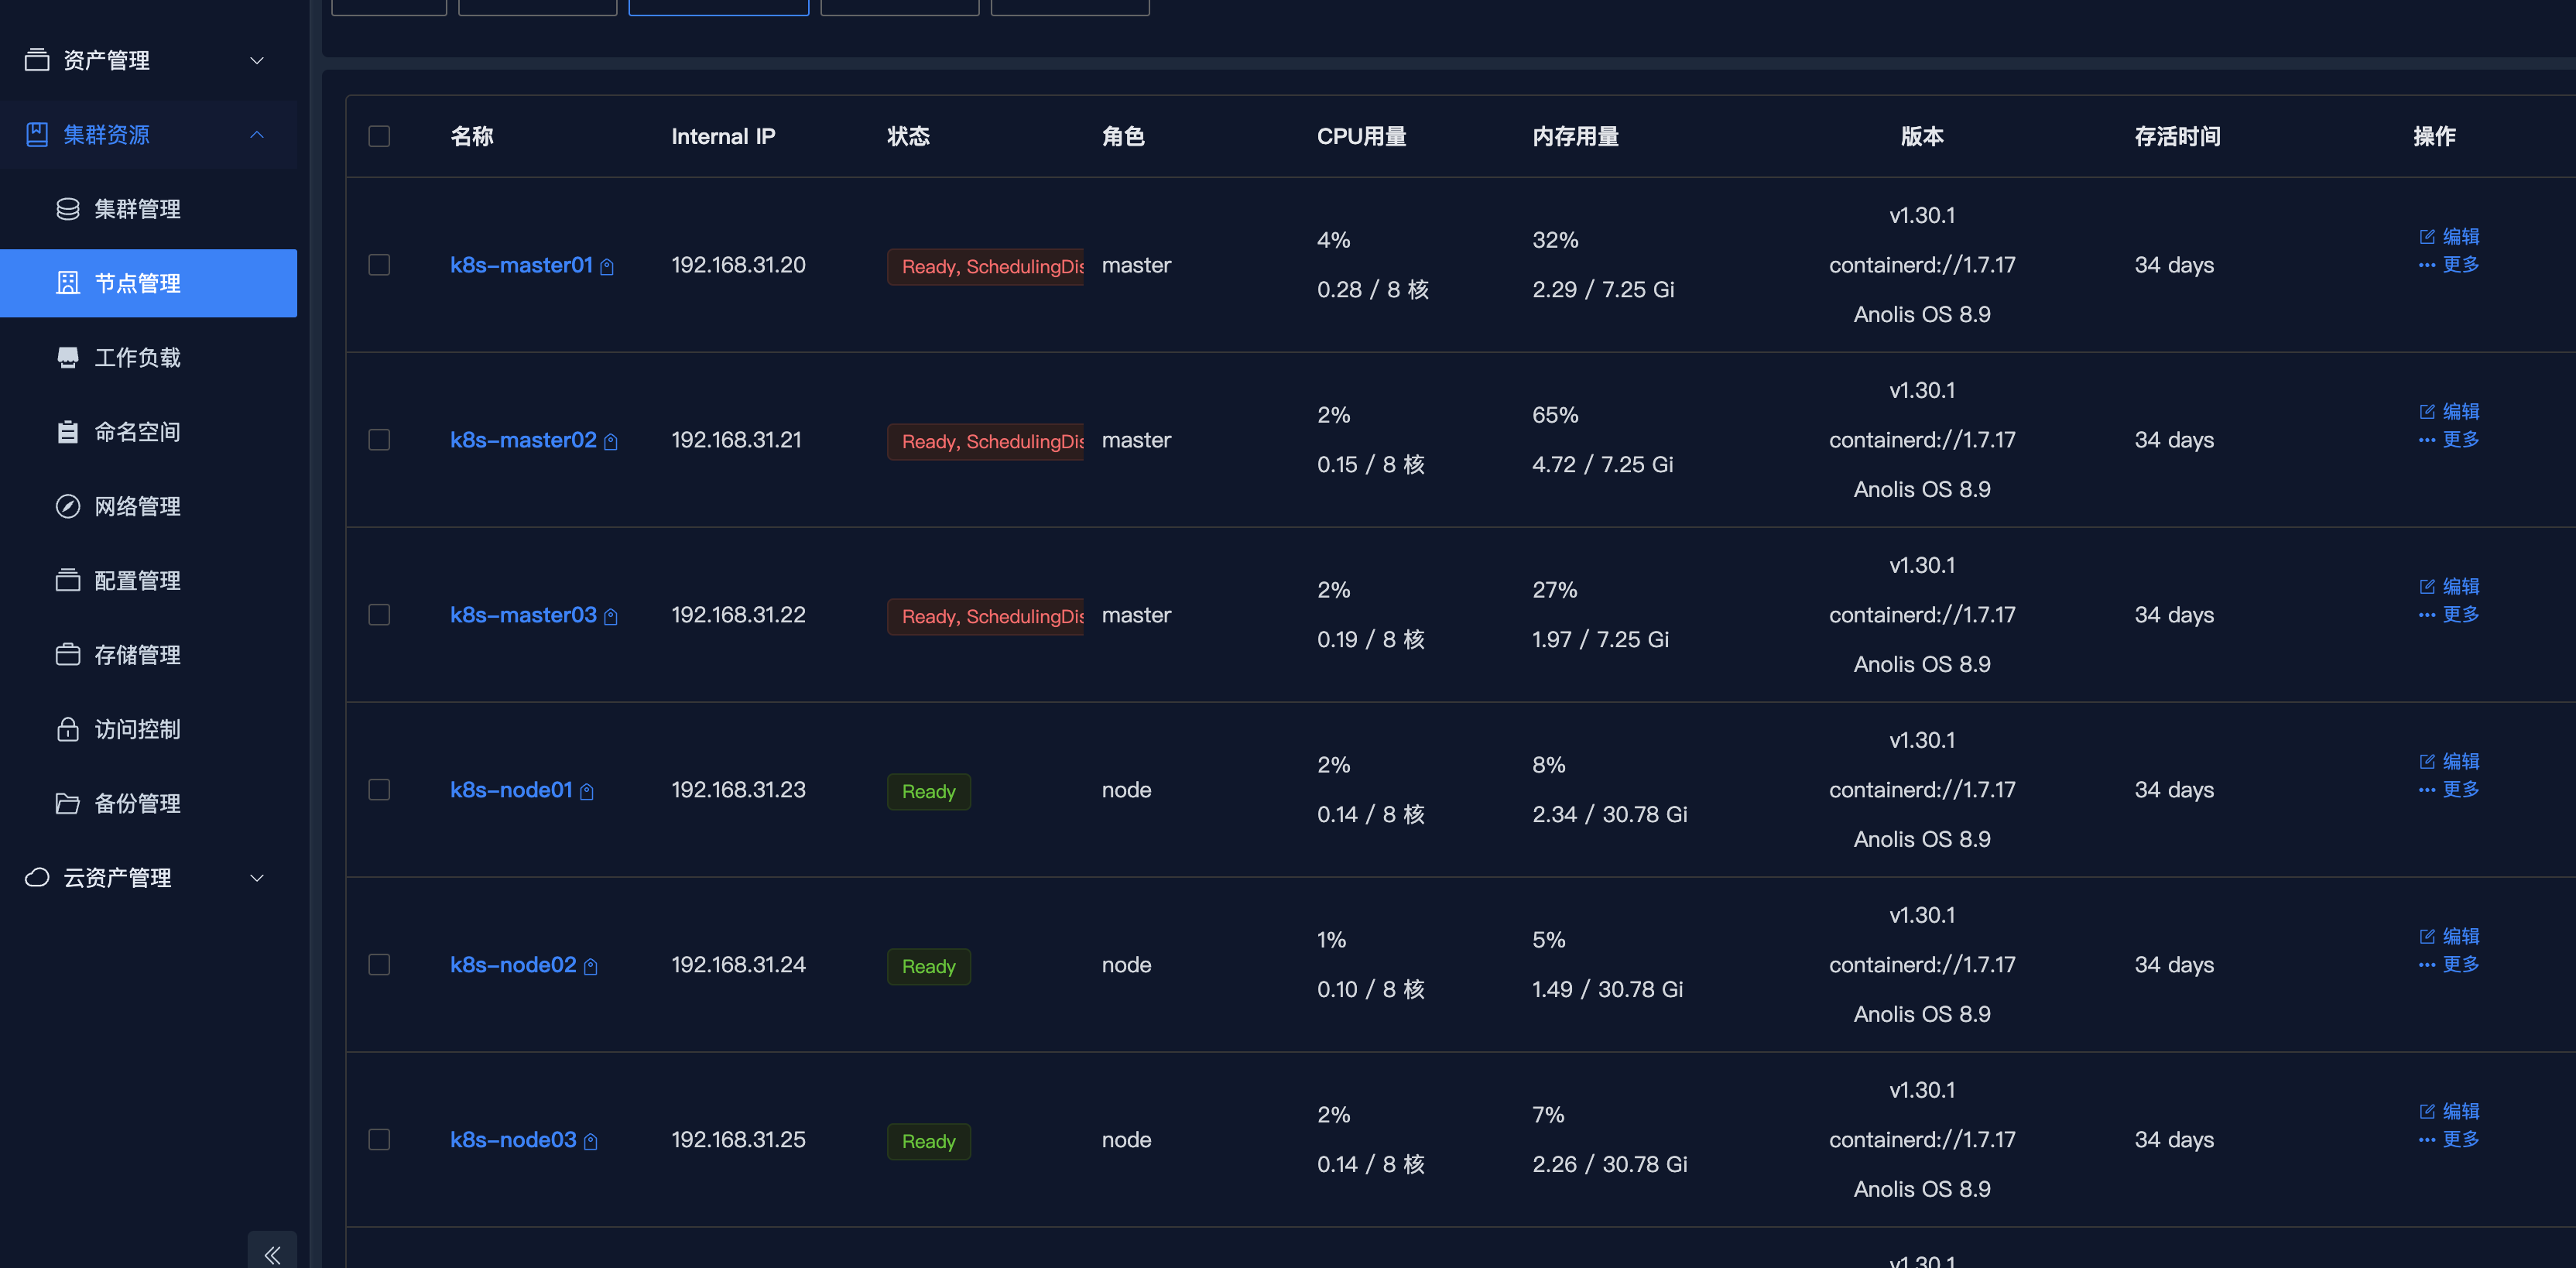 资产管理
集群资源
集群管理
节点管理
工作负载
命名空间
网络管理
配置管理
存储管理
访问控制
备份管理
云资产管理
名称 Internal IP 状态 角色 CPU用量 内存用量 版本 存活时间 操作
k8s-master01 192.168.31.20 Ready, SchedulingDis master 4% 32% v1.30.1 34 days 编辑
0.28 / 8 核 2.29 / 7.25 Gi containerd://1.7.17 更多
Anolis OS 8.9
k8s-master02 192.168.31.21 Ready, SchedulingDis master 2% 65% v1.30.1 34 days 编辑
0.15 / 8 核 4.72 / 7.25 Gi containerd://1.7.17 更多
Anolis OS 8.9
k8s-master03 192.168.31.22 Ready, SchedulingDis master 2% 27% v1.30.1 34 days 编辑
0.19 / 8 核 1.97 / 7.25 Gi containerd://1.7.17 更多
Anolis OS 8.9
k8s-node01 192.168.31.23 Ready node 2% 8% v1.30.1 34 days 编辑
0.14 / 8 核 2.34 / 30.78 Gi containerd://1.7.17 更多
Anolis OS 8.9
k8s-node02 192.168.31.24 Ready node 1% 5% v1.30.1 34 days 编辑
0.10 / 8 核 1.49 / 30.78 Gi containerd://1.7.17 更多
Anolis OS 8.9
k8s-node03 192.168.31.25 Ready node 2% 7% v1.30.1 34 days 编辑
0.14 / 8 核 2.26 / 30.78 Gi containerd://1.7.17 更多
Anolis OS 8.9
v1.30.1